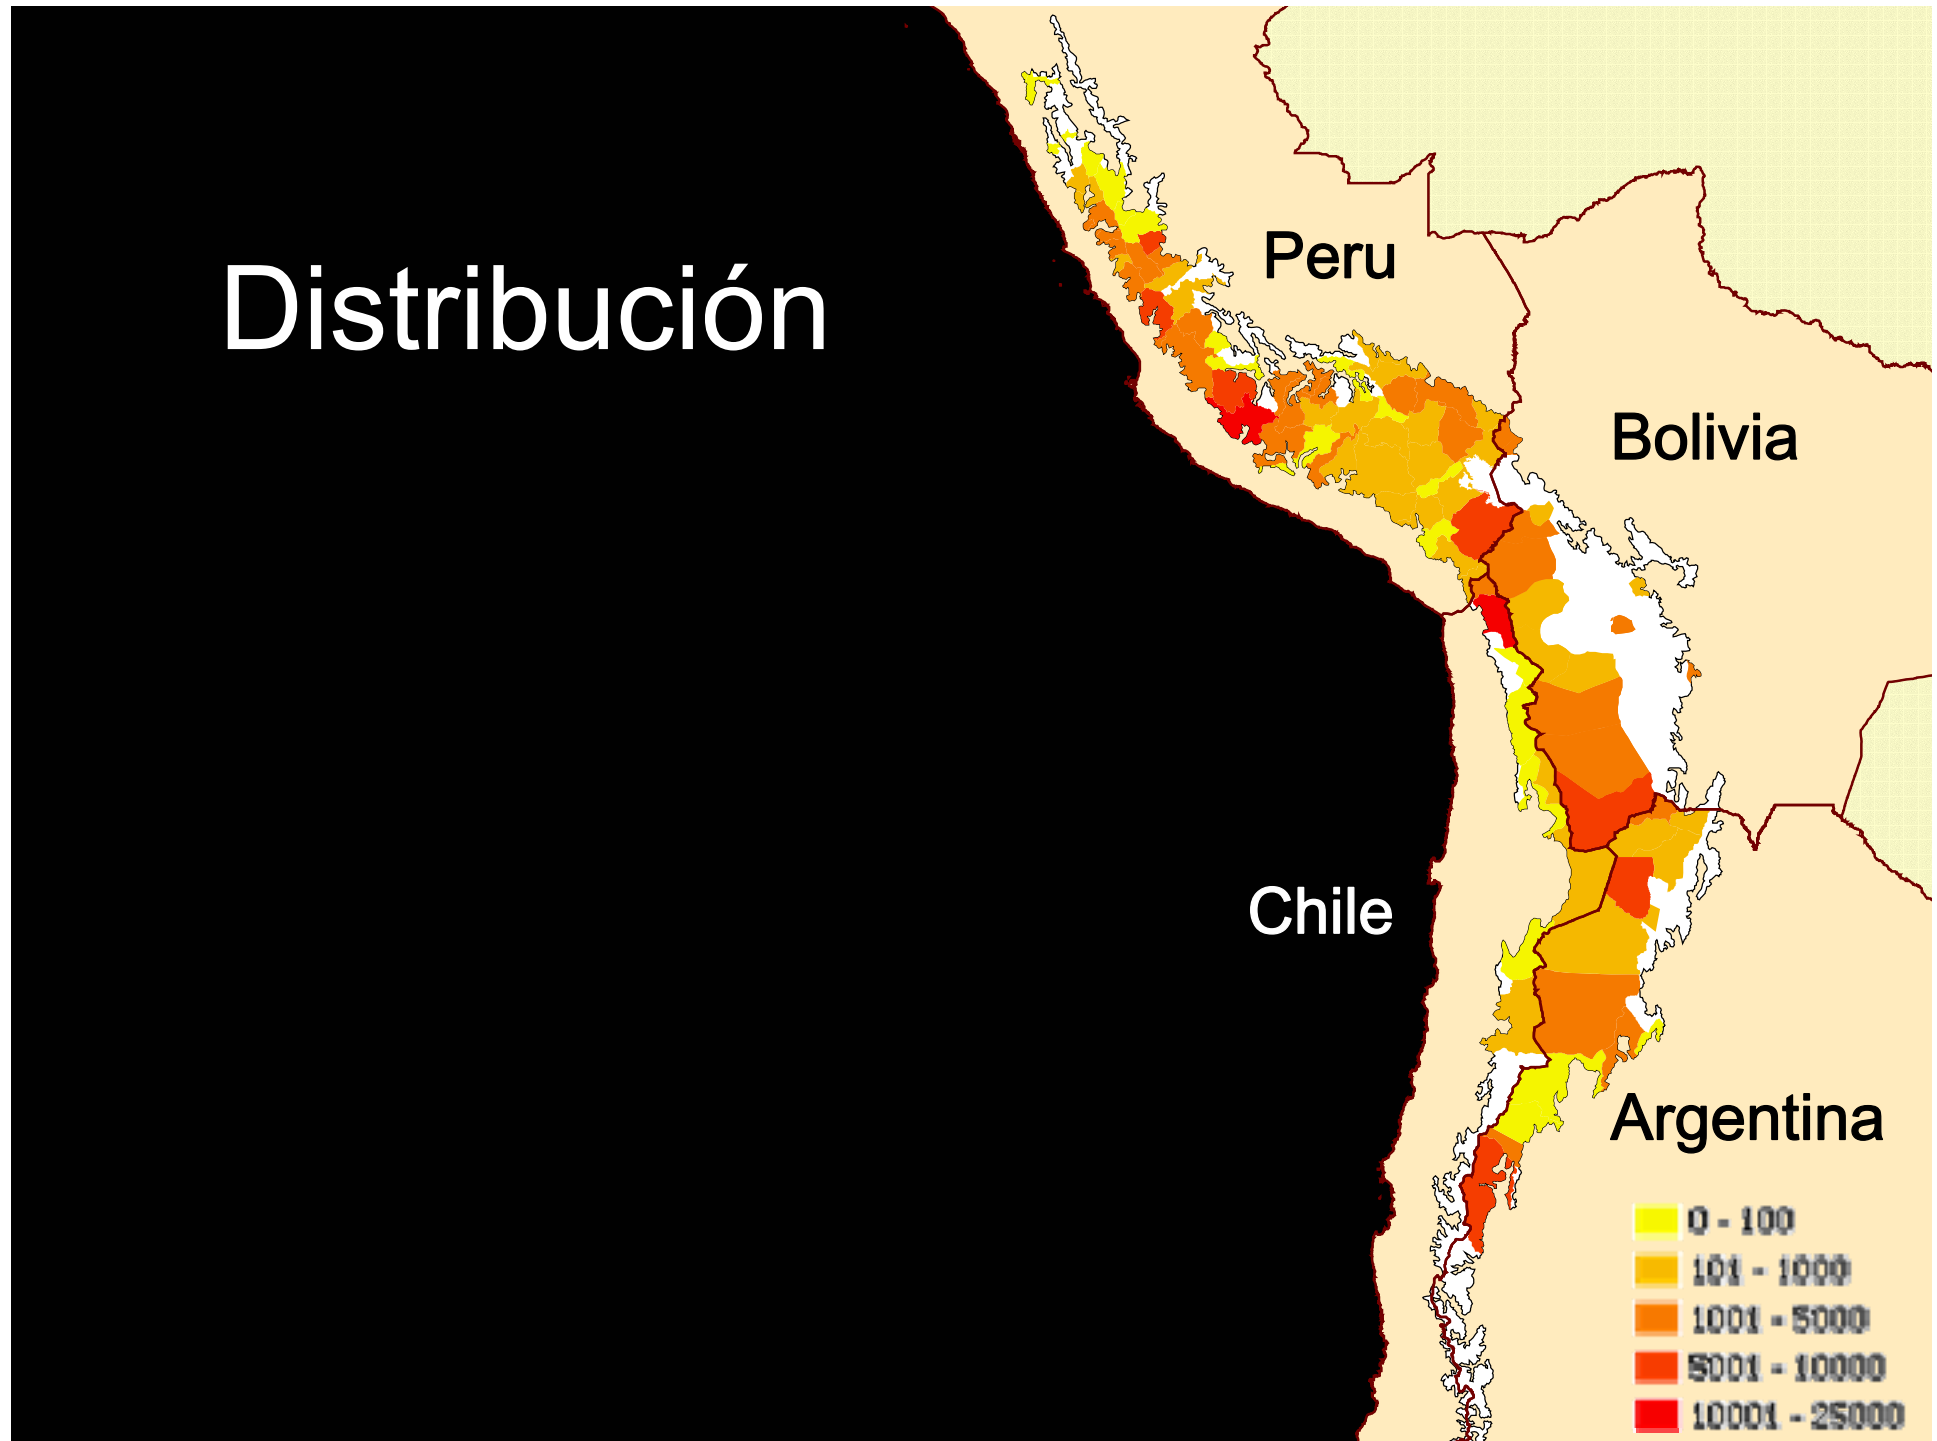 Distribución
Peru
Bolivia
Chile
Argentina
0 - 100
101 - 1000
1001 - 5000
5001 - 10000
10001 - 25000